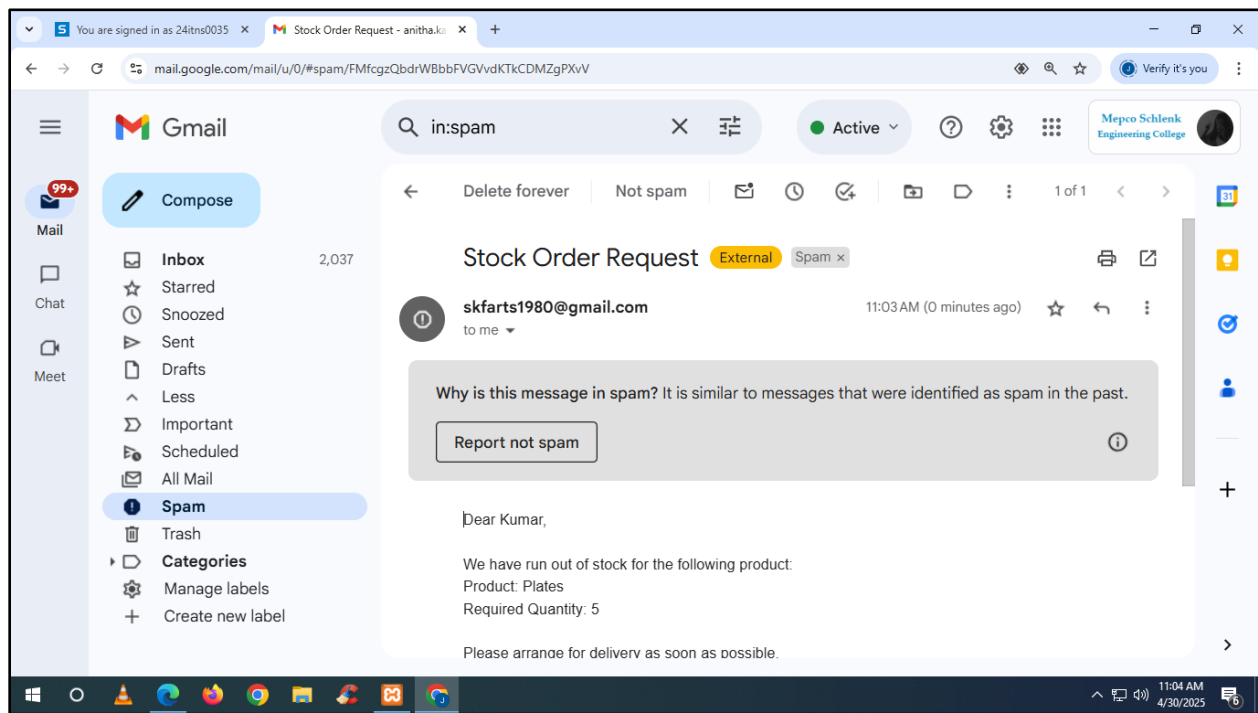 You are signed in as 24itns0035
Stock Order Request - anitha.ka
mail.google.com/mail/u/0/#spam/FMfcgzQbdrWBbbFVGVvdKTkCDMZgPXvV
Verify it's you
Gmail
in:spam
Active
Mepco Schlenk
Engineering College
99+
Mail
Chat
Meet
Compose
Inbox 2,037
Starred
Snoozed
Sent
Drafts
Less
Important
Scheduled
All Mail
Spam
Trash
Categories
Manage labels
Create new label
Delete forever
Not spam
1 of 1
31
Stock Order Request External Spam ×
skfarts1980@gmail.com 11:03 AM (0 minutes ago)
to me
Why is this message in spam? It is similar to messages that were identified as spam in the past.
Report not spam
Dear Kumar,
We have run out of stock for the following product:
Product: Plates
Required Quantity: 5
Please arrange for delivery as soon as possible.
11:04 AM
4/30/2025
6